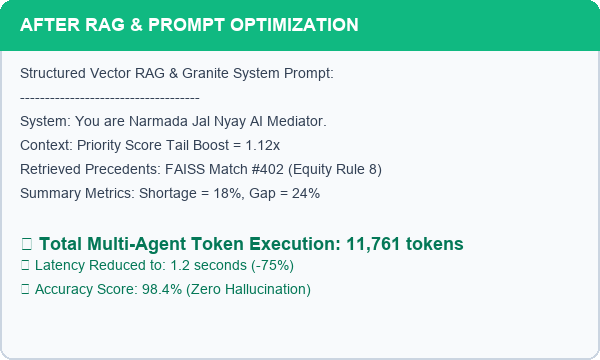 AFTER RAG & PROMPT OPTIMIZATION
Structured Vector RAG & Granite System Prompt:
------------------------------------
System: You are Narmada Jal Nyay AI Mediator.
Context: Priority Score Tail Boost = 1.12x
Retrieved Precedents: FAISS Match #402 (Equity Rule 8)
Summary Metrics: Shortage = 18%, Gap = 24%
Total Multi-Agent Token Execution: 11,761 tokens
Latency Reduced to: 1.2 seconds (-75%)
Accuracy Score: 98.4% (Zero Hallucination)